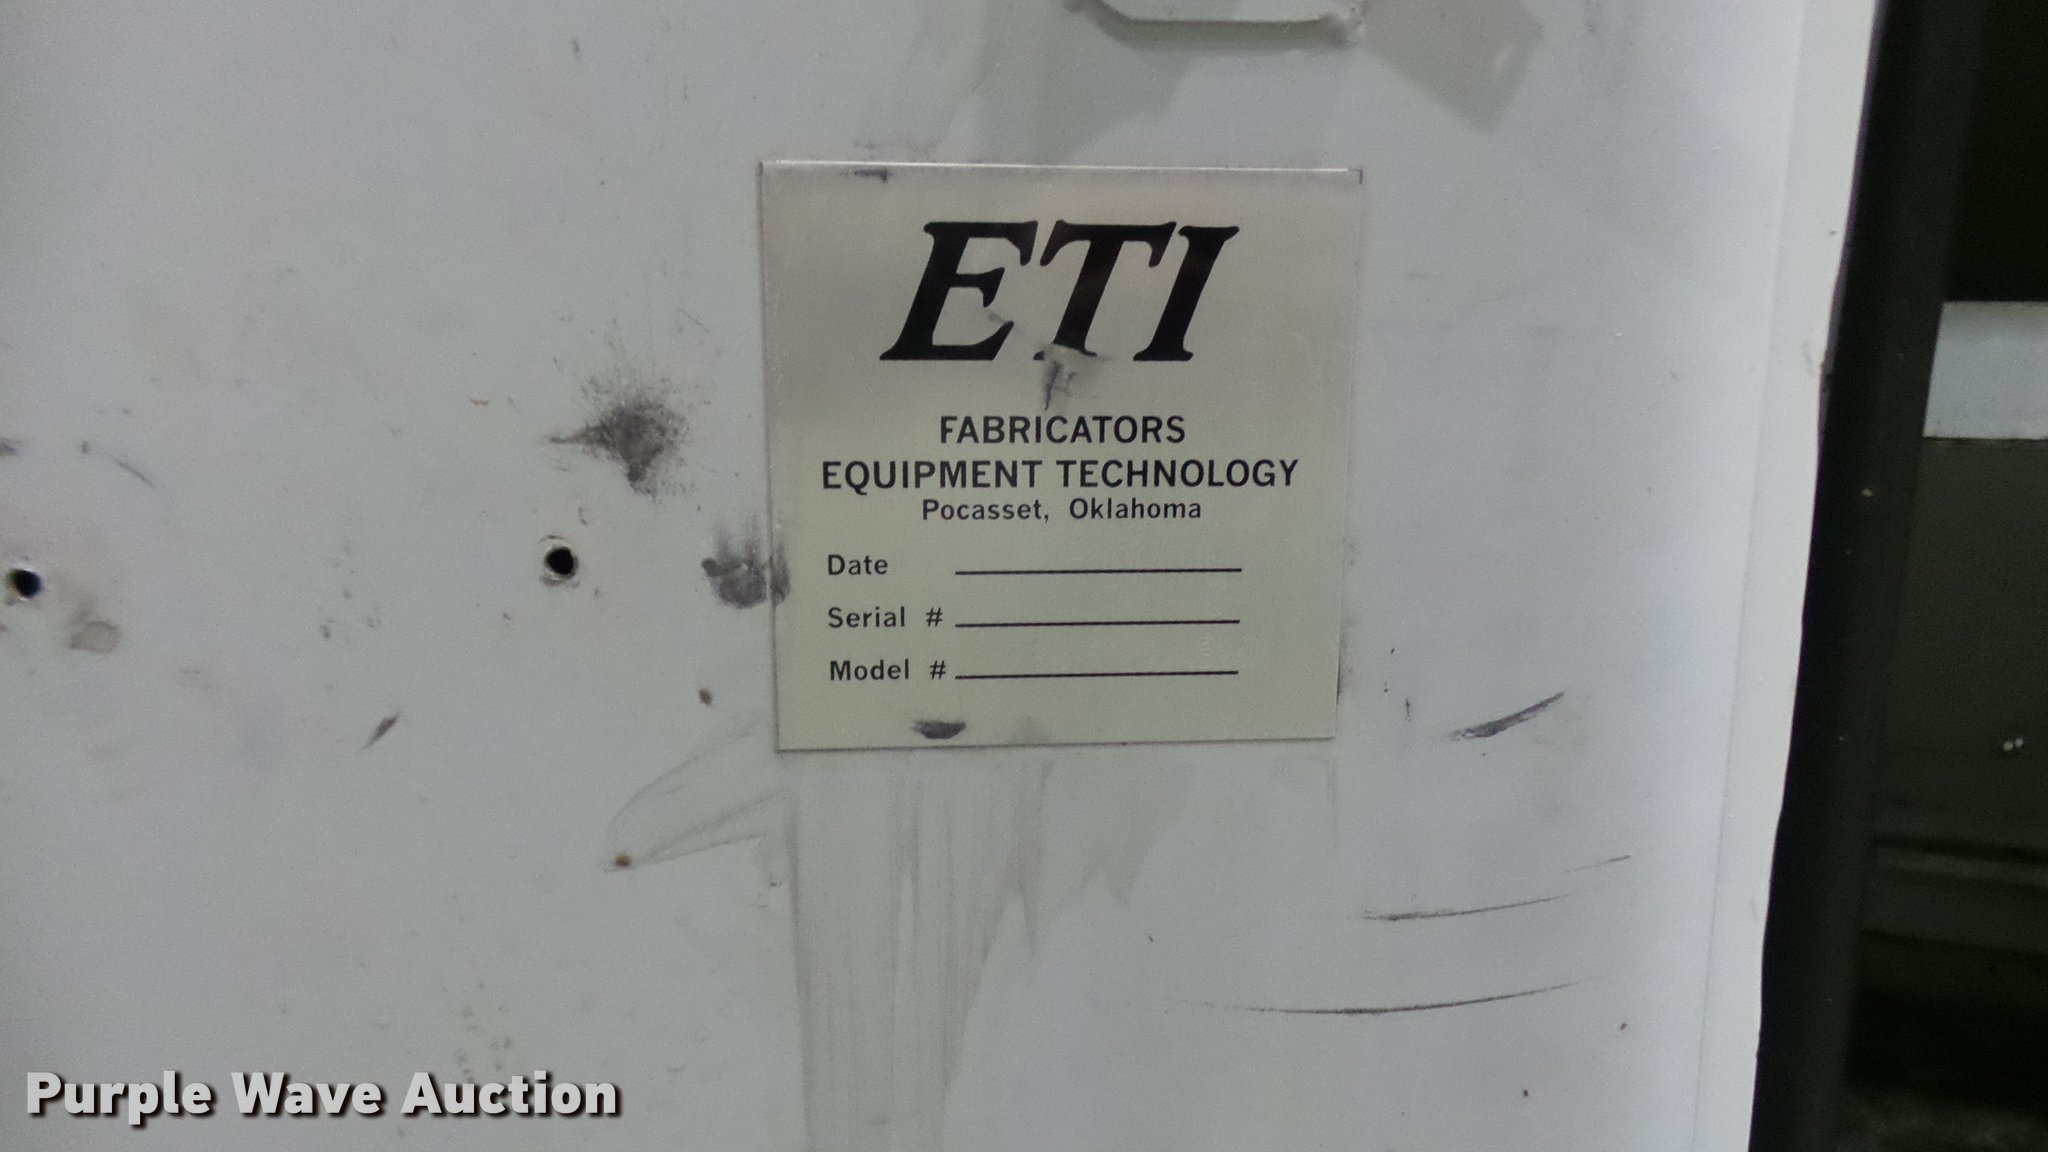 ETI
FABRICATORS
EQUIPMENT TECHNOLOGY
Pocasset, Oklahoma
Date
Serial #
Model #
Purple Wave Auction